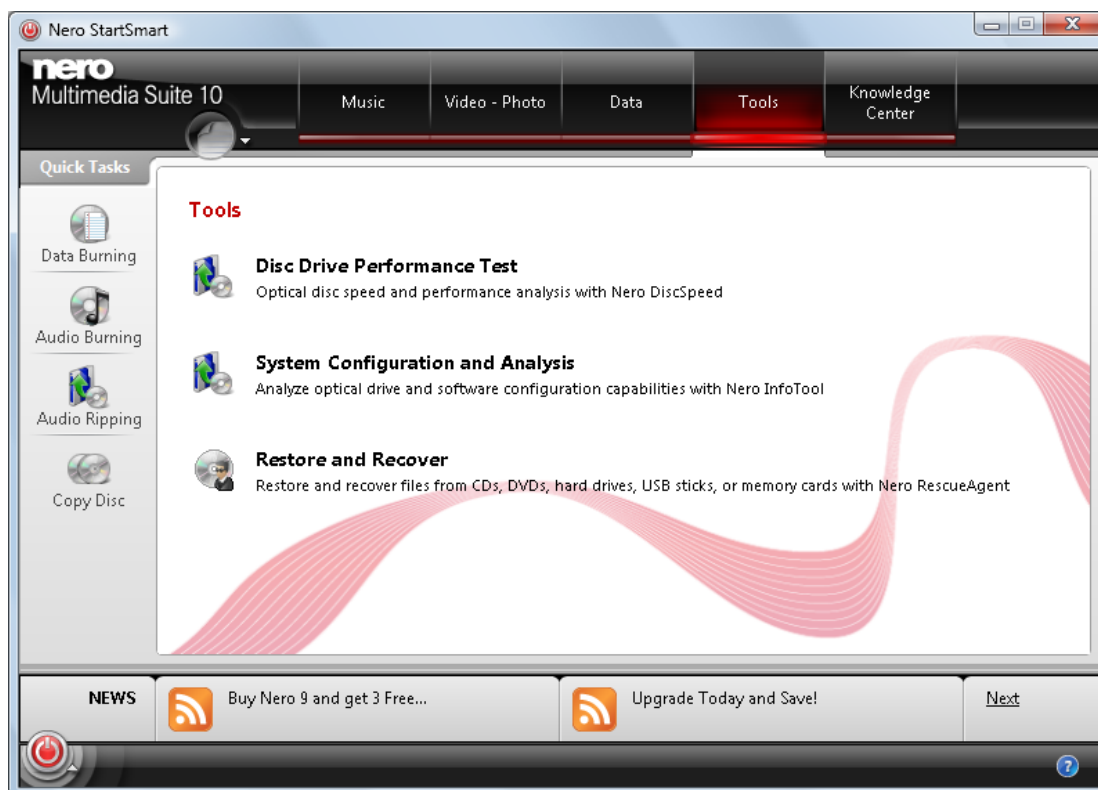 Nero StartSmart
nero
Multimedia Suite 10
Music
Video - Photo
Data
Tools
Knowledge
Center
Quick Tasks
Data Burning
Audio Burning
Audio Ripping
Copy Disc
Tools
Disc Drive Performance Test
Optical disc speed and performance analysis with Nero DiscSpeed
System Configuration and Analysis
Analyze optical drive and software configuration capabilities with Nero InfoTool
Restore and Recover
Restore and recover files from CDs, DVDs, hard drives, USB sticks, or memory cards with Nero RescueAgent
NEWS
Buy Nero 9 and get 3 Free...
Upgrade Today and Save!
Next
?